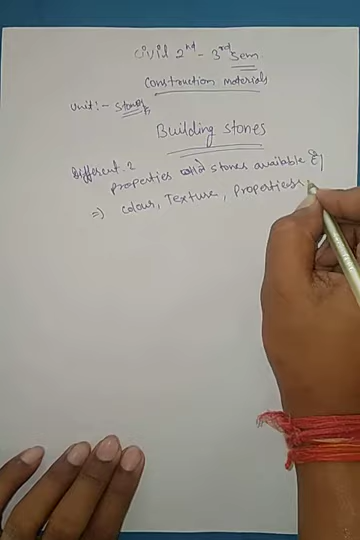 Civil 2nd - 3rd sem
Construction materials
Unit:- stones
Building stones
Different. 2
properties stones available
⇒ Colour, Texture, Properties